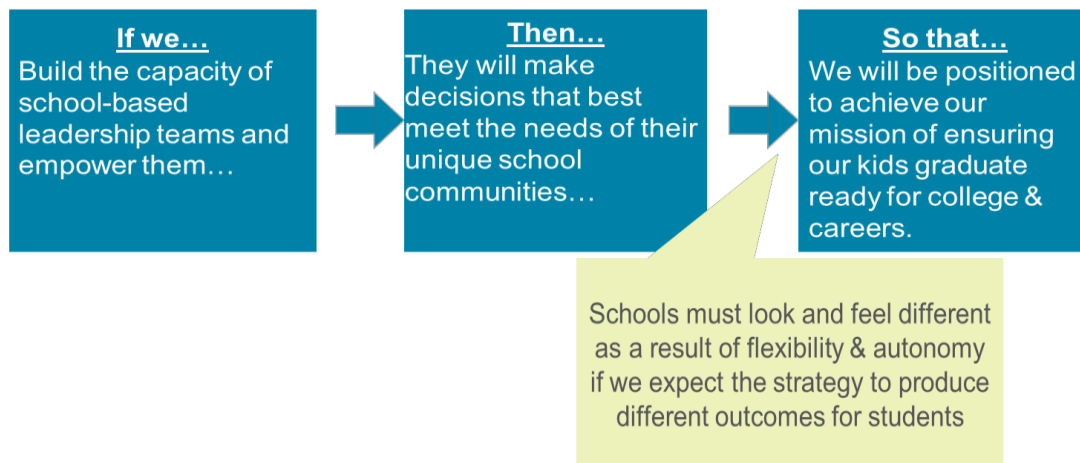 If we…
Build the capacity of
school-based
leadership teams and
empower them…
Then…
They will make
decisions that best
meet the needs of their
unique school
communities…
So that…
We will be positioned
to achieve our
mission of ensuring
our kids graduate
ready for college &
careers.
Schools must look and feel different
as a result of flexibility & autonomy
if we expect the strategy to produce
different outcomes for students